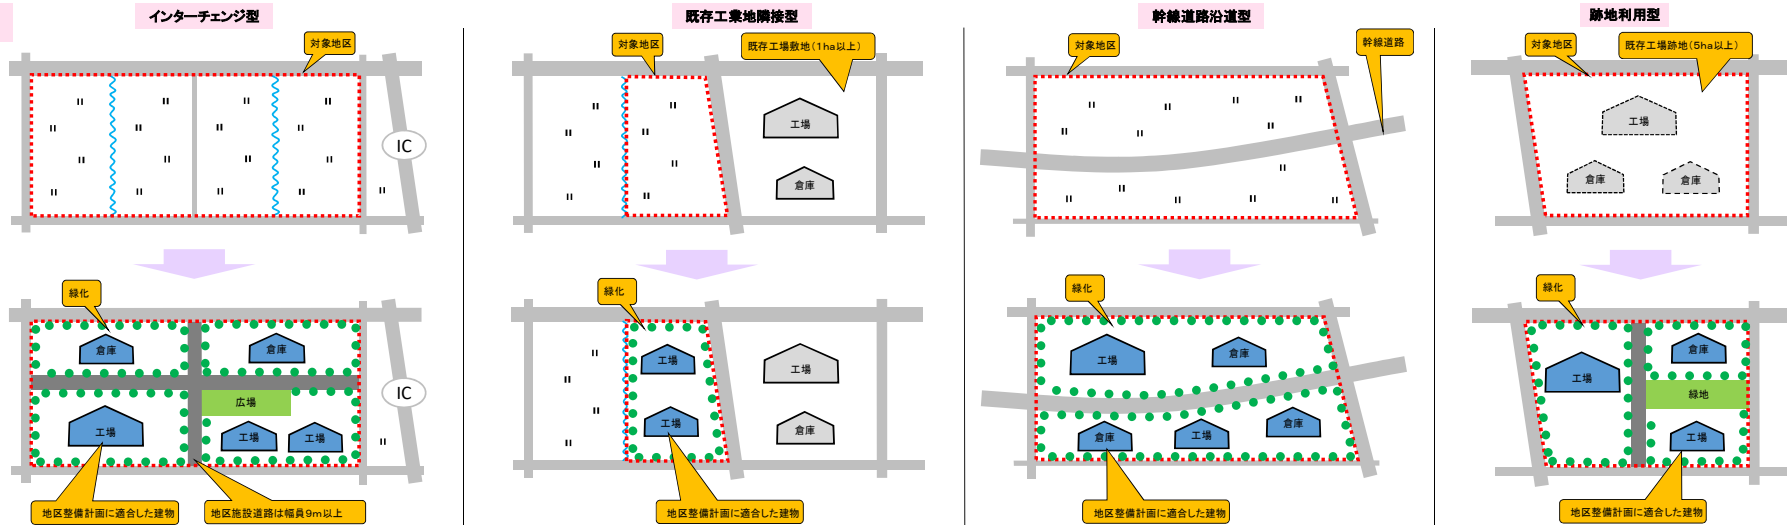 インターチェンジ型
対象地区
IC
緑化
倉庫
倉庫
広場
工場
工場
工場
IC
地区整備計画に適合した建物
地区施設道路は幅員9m以上
既存工業地隣接型
対象地区
既存工場敷地(1ha以上)
工場
倉庫
緑化
工場
工場
工場
倉庫
地区整備計画に適合した建物
幹線道路沿道型
対象地区
幹線道路
緑化
工場
倉庫
倉庫
工場
倉庫
地区整備計画に適合した建物
跡地利用型
対象地区
既存工場跡地(5ha以上)
工場
倉庫
倉庫
緑化
倉庫
工場
緑地
工場
地区整備計画に適合した建物